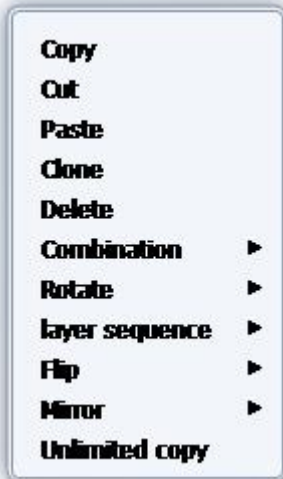 Copy
Cut
Paste
Clone
Delete
Combination
Rotate
layer sequence
Flip
Mirror
Unlimited copy